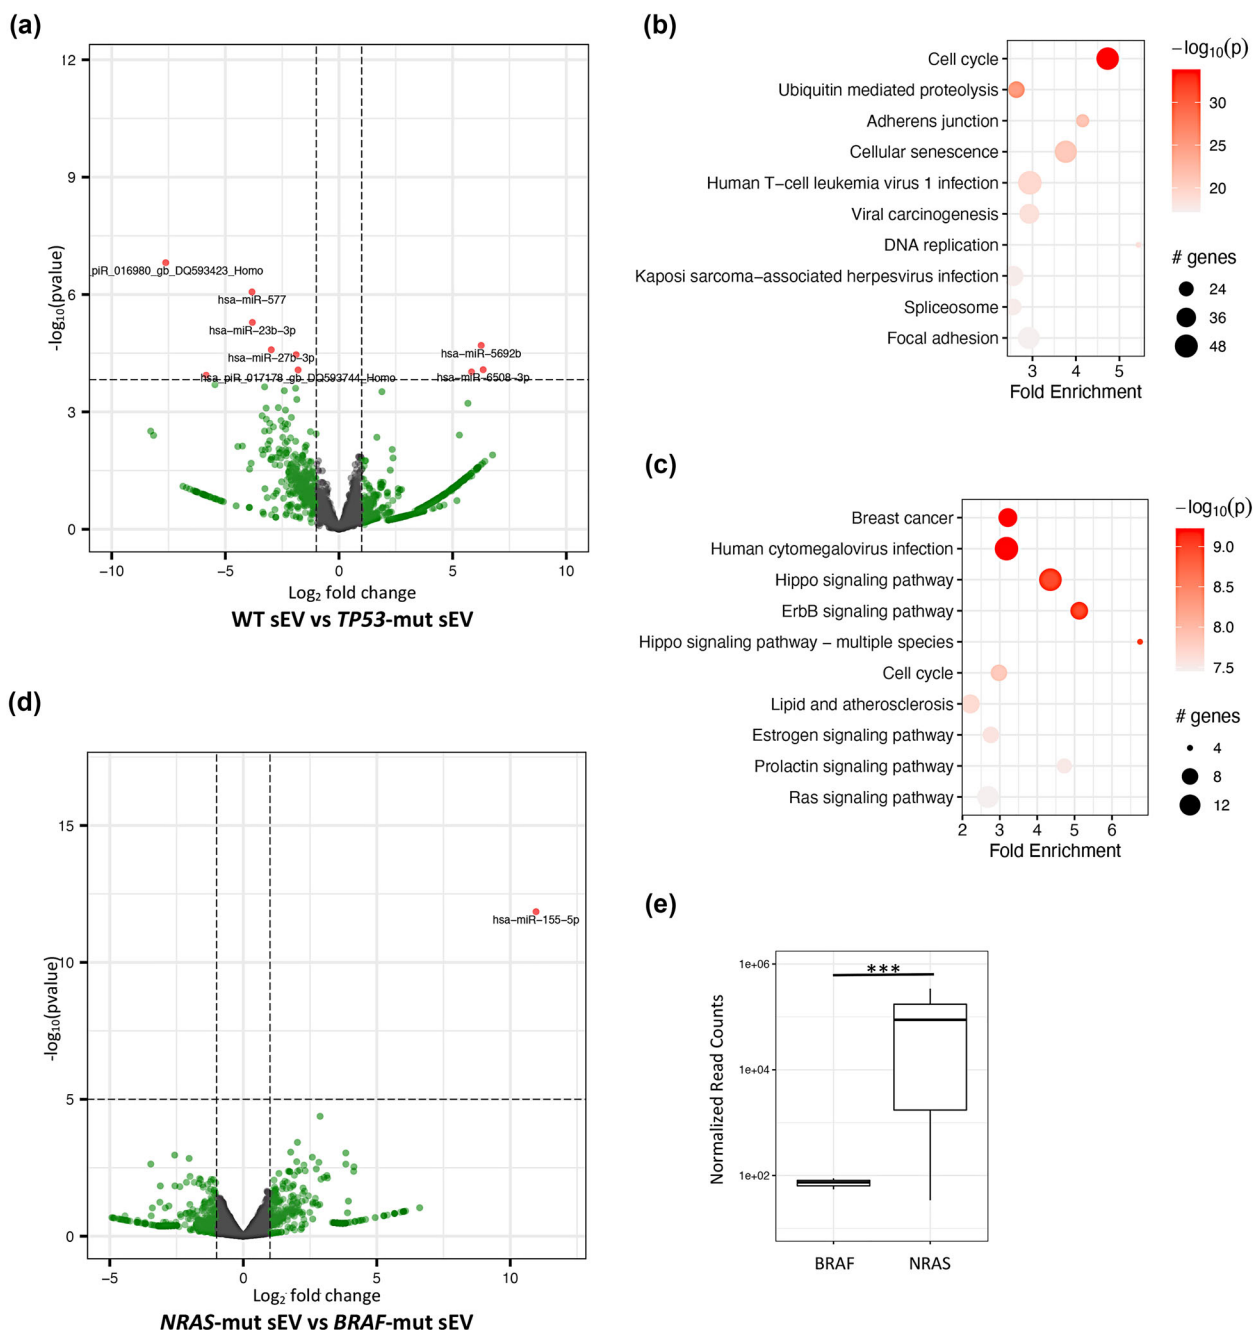 (a)
12
9
6
3
0
-log10(pvalue)
_piR_016980_gb_DQ593423_Homo
hsa-miR-577
hsa-miR-23b-3p
hsa-miR-27b-3p
hsa_piR_017178_gb_DQ593744_Homo
hsa-miR-5692b
hsa-miR-6508-3p
-10
-5
0
5
10
Log2 fold change
WT sEV vs TP53-mut sEV
(b)
Cell cycle
Ubiquitin mediated proteolysis
Adherens junction
Cellular senescence
Human T-cell leukemia virus 1 infection
Viral carcinogenesis
DNA replication
Kaposi sarcoma-associated herpesvirus infection
Spliceosome
Focal adhesion
3
4
5
Fold Enrichment
-log10(p)
30
25
20
# genes
24
36
48
(c)
Breast cancer
Human cytomegalovirus infection
Hippo signaling pathway
ErbB signaling pathway
Hippo signaling pathway - multiple species
Cell cycle
Lipid and atherosclerosis
Estrogen signaling pathway
Prolactin signaling pathway
Ras signaling pathway
2
3
4
5
6
Fold Enrichment
-log10(p)
9.0
8.5
8.0
7.5
# genes
4
8
12
(d)
15
10
5
0
-log10(pvalue)
hsa-miR-155-5p
-5
0
5
10
Log2 fold change
NRAS-mut sEV vs BRAF-mut sEV
(e)
1e+06
1e+04
1e+02
Normalized Read Counts
***
BRAF
NRAS